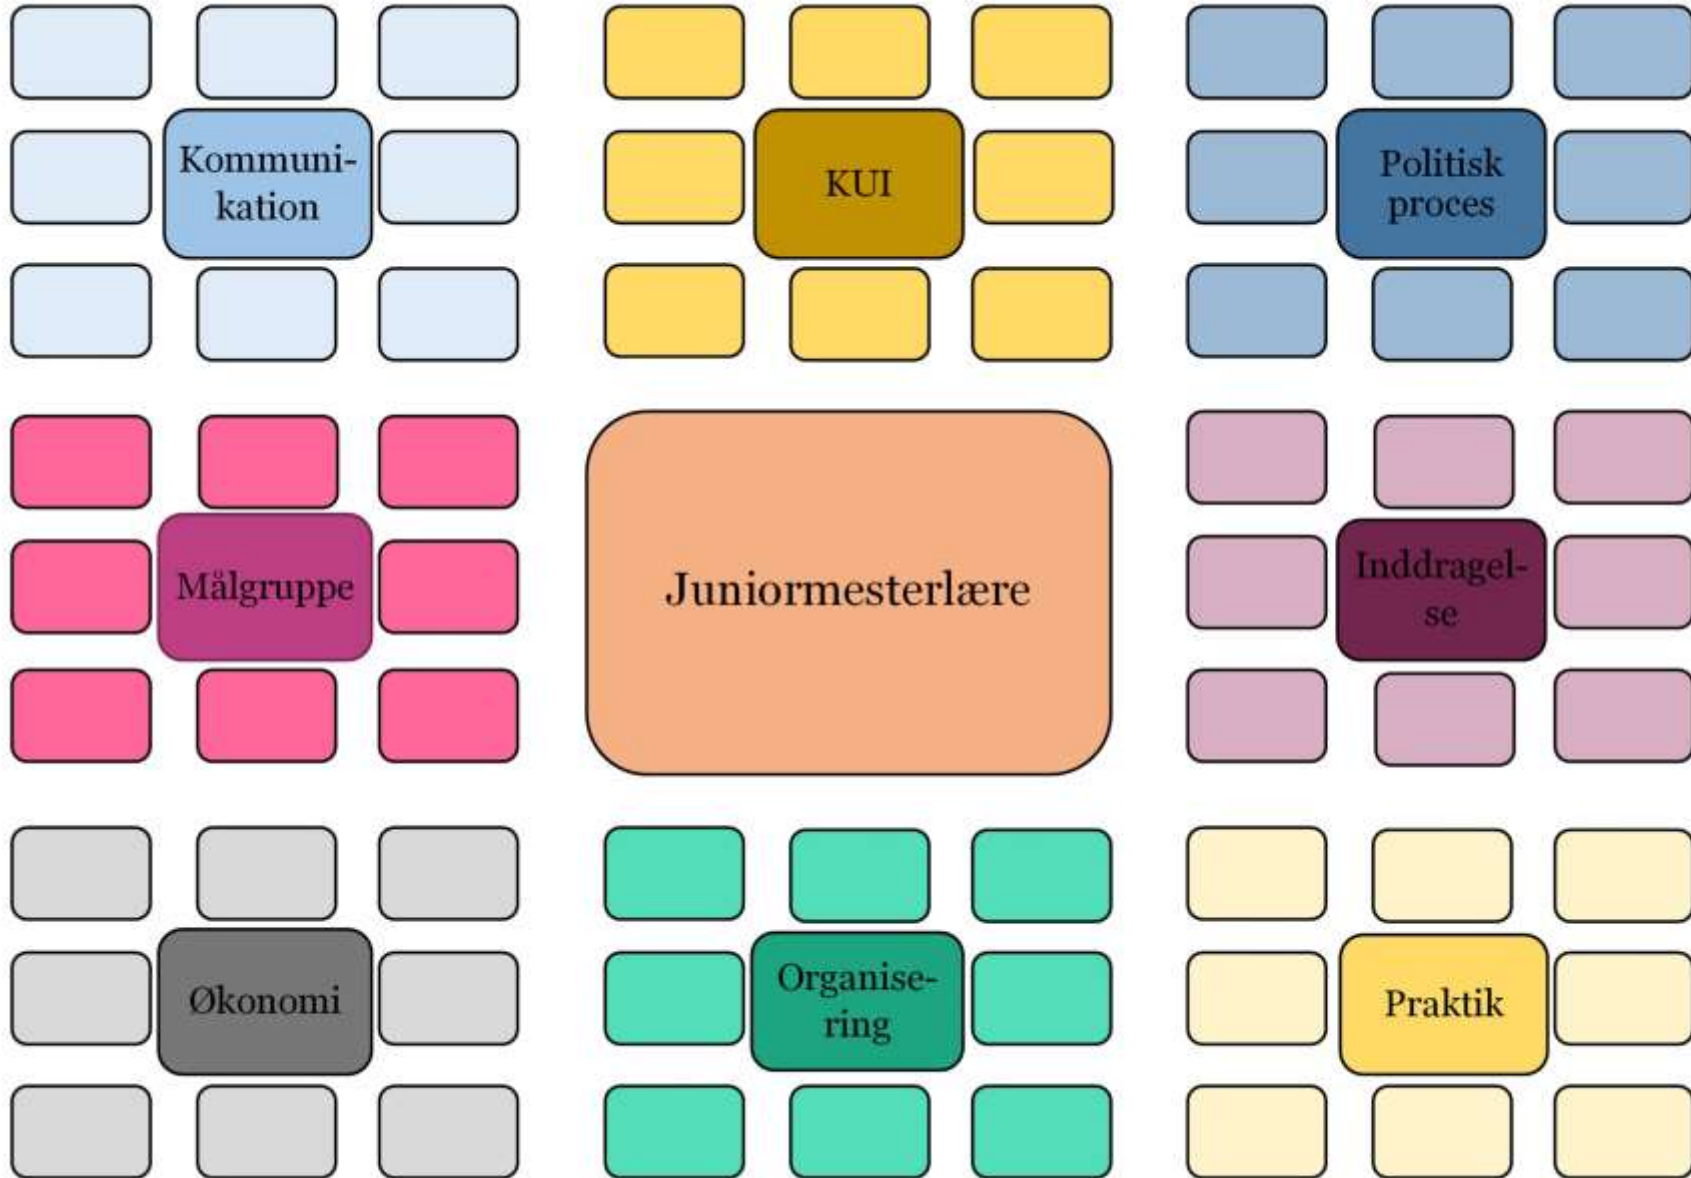 Kommuni-
kation
KUI
Politisk
proces
Målgruppe
Juniormesterlære
Inddragel-
se
Økonomi
Organise-
ring
Praktik